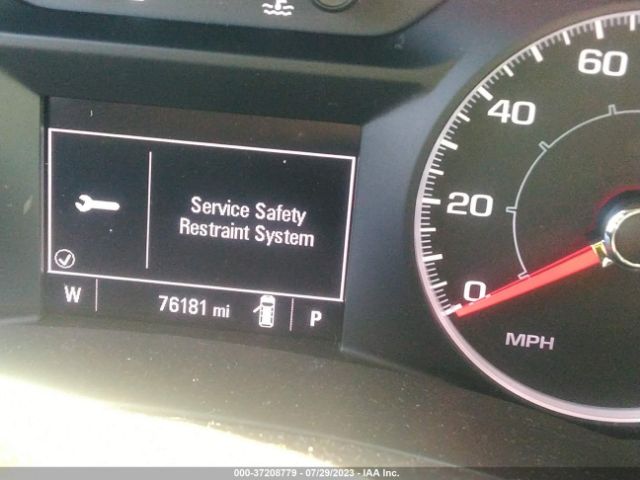 60
40
20
0
MPH
Service Safety
Restraint System
W
76181 mi
P
000-37208779 - 07/29/2023 - IAA Inc.